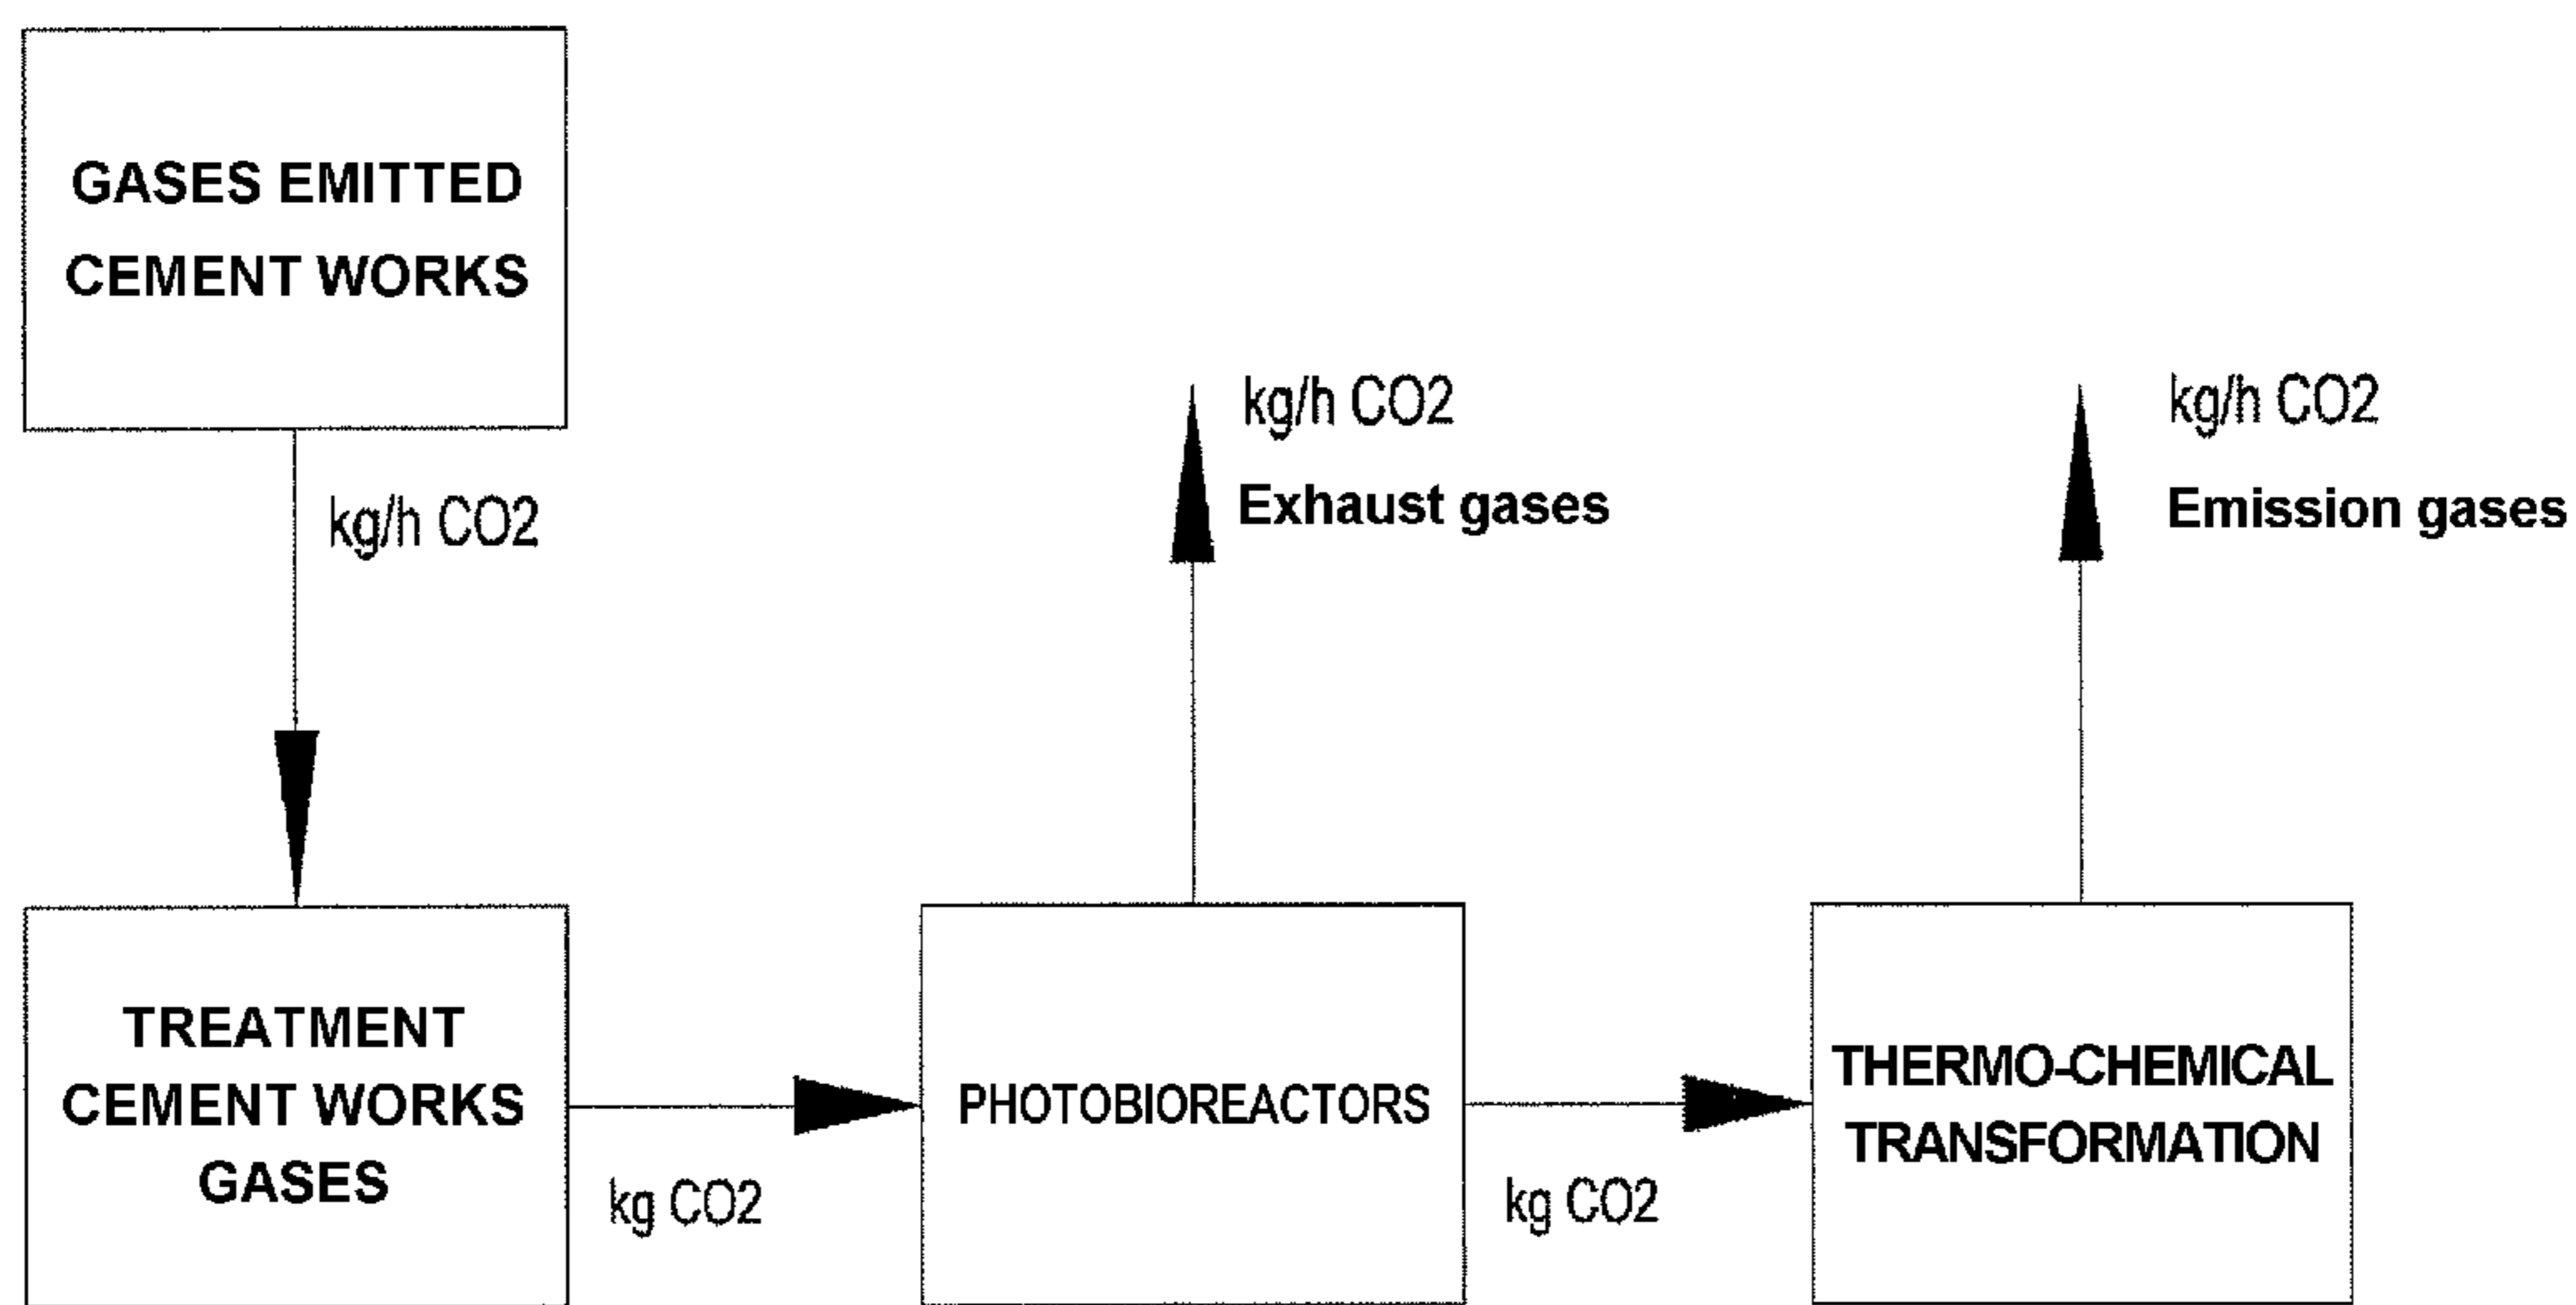 GASES EMITTED
CEMENT WORKS
kg/h CO2
kg/h CO2
Exhaust gases
kg/h CO2
Emission gases
TREATMENT
CEMENT WORKS
GASES
kg CO2
PHOTOBIOREACTORS
kg CO2
THERMO-CHEMICAL
TRANSFORMATION